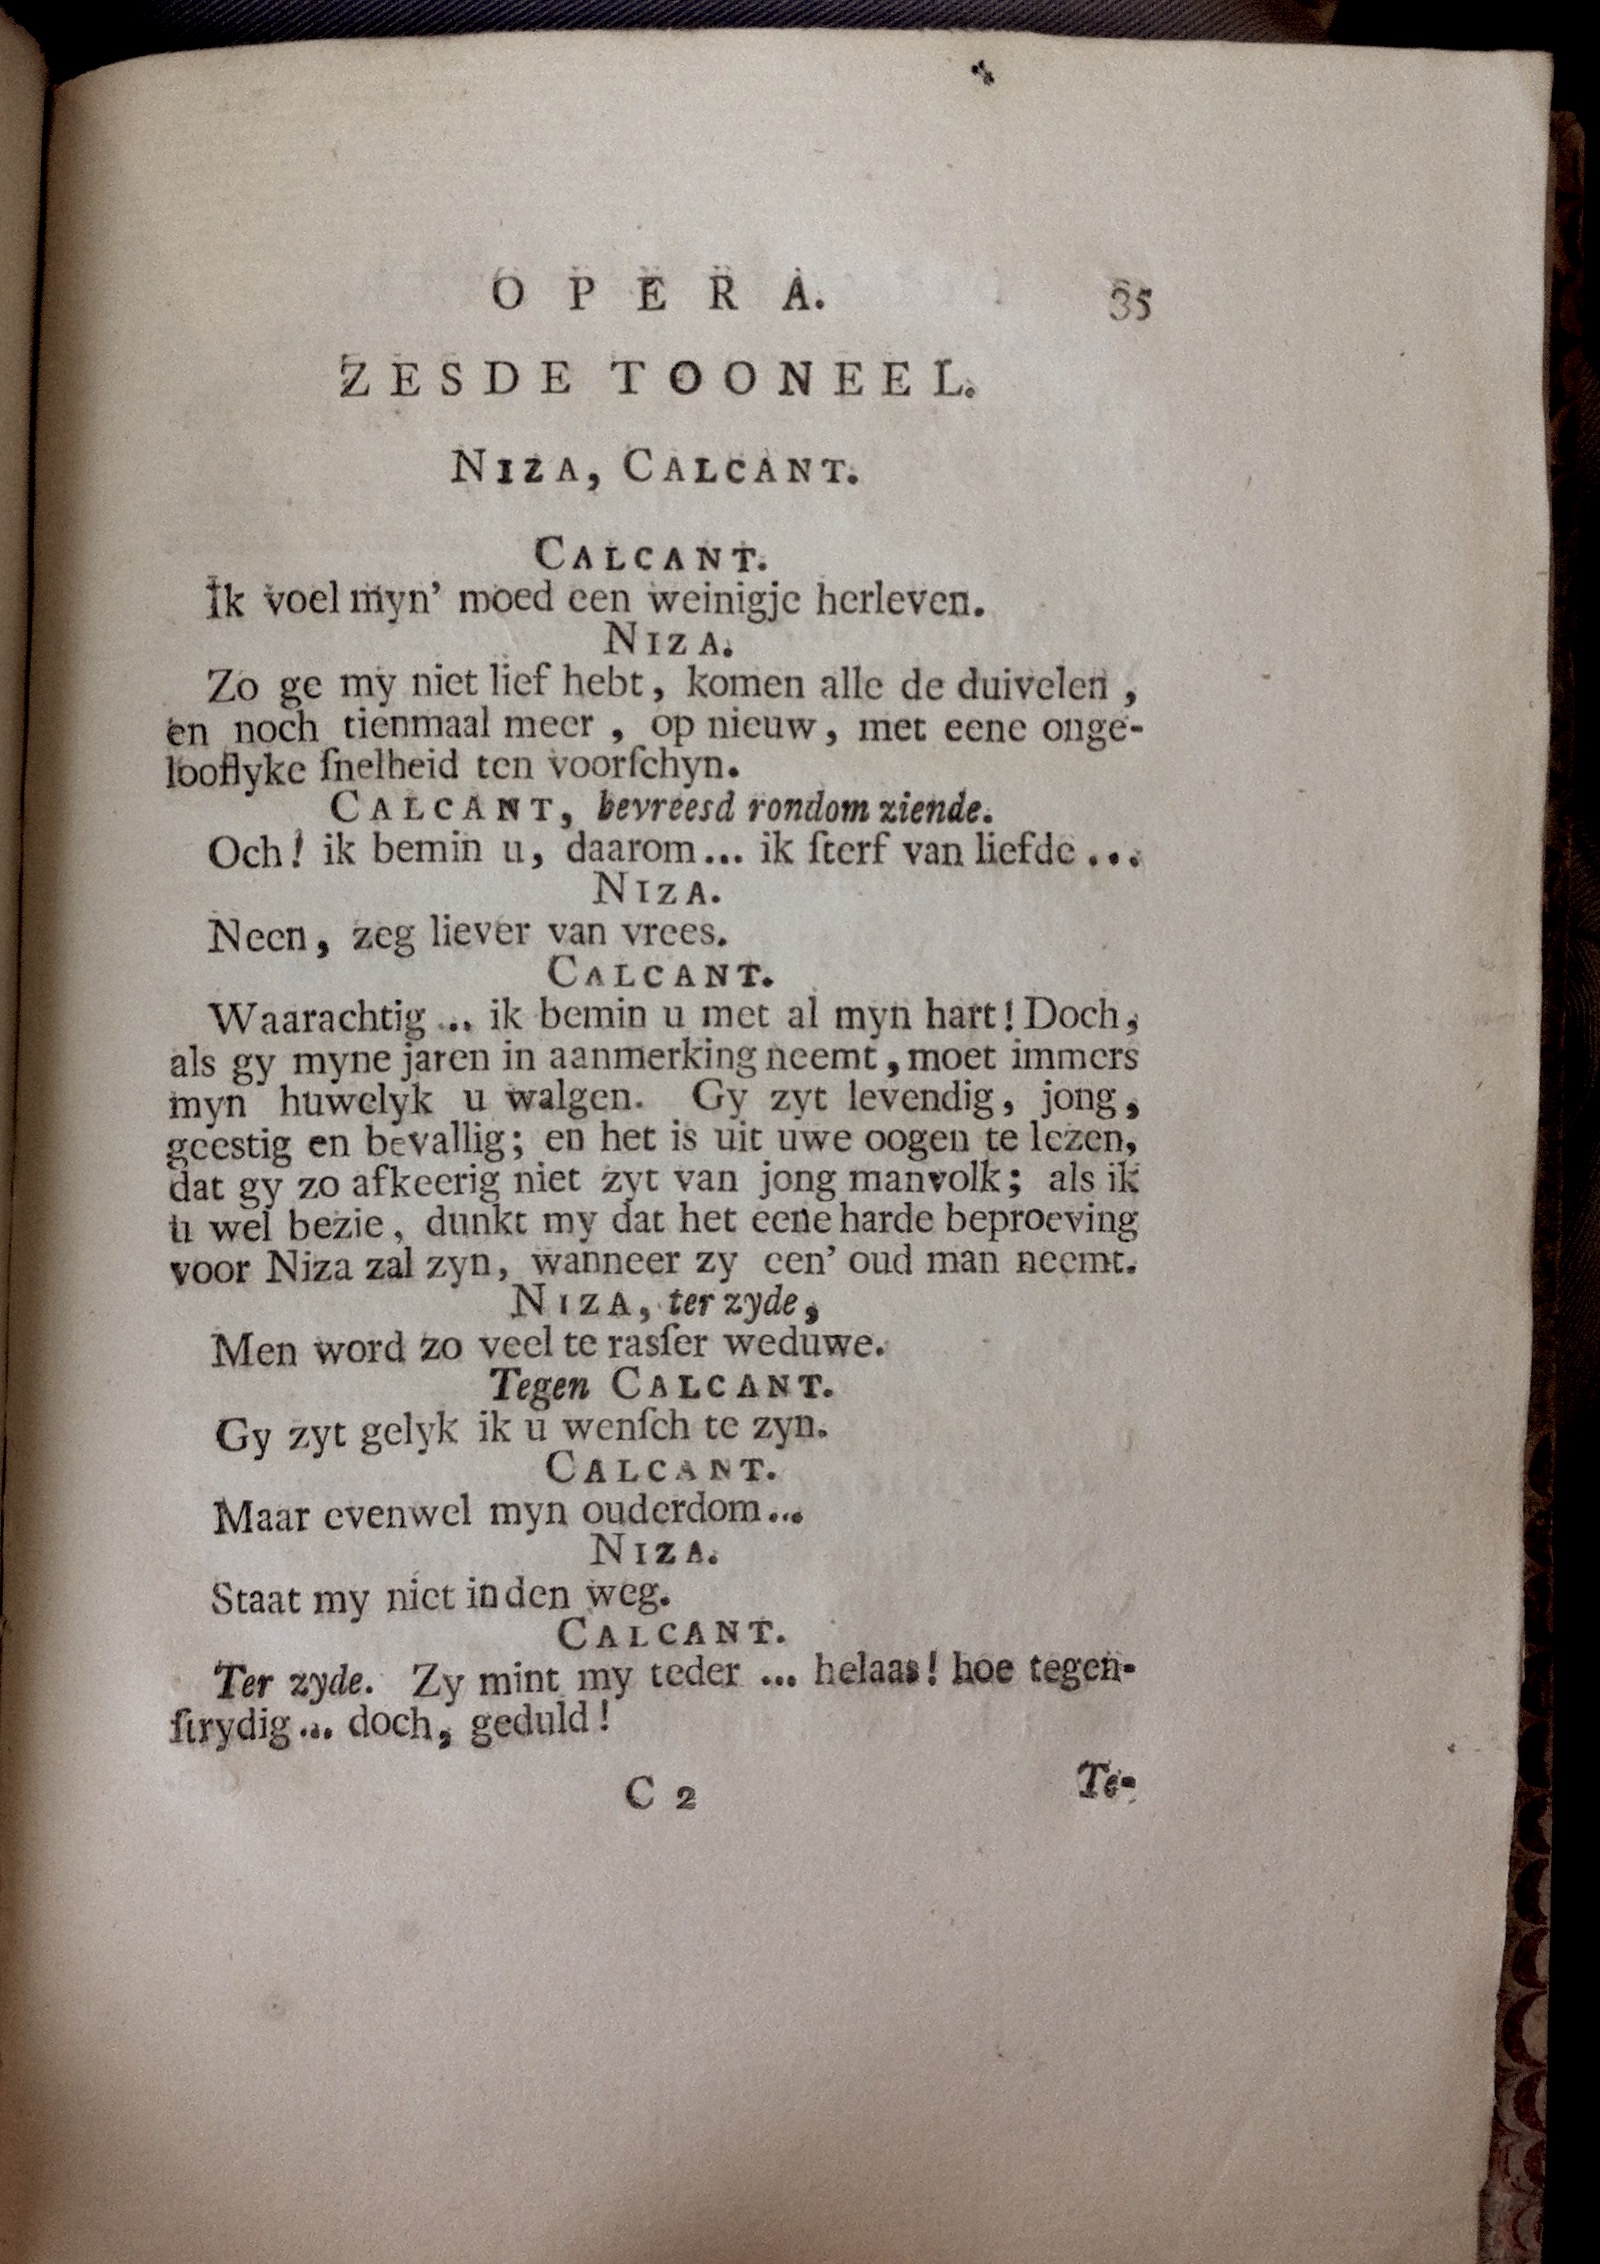 OPERA. 35
ZESDE TOONEEL.
NIZA, CALCANT.
CALCANT.
Ik voel myn’ moed een weinigje herleven.
NIZA.
Zo ge my niet lief hebt, komen alle de duivelen,
en noch tienmaal meer, op nieuw, met eene onge-
looflyke ſnelheid ten voorſchyn.
CALCANT, bevreesd rondom ziende.
Och! ik bemin u, daarom... ik ſterf van liefde...
NIZA.
Neen, zeg liever van vrees.
CALCANT.
Waarachtig... ik bemin u met al myn hart! Doch,
als gy myne jaren in aanmerking neemt, moet immers
myn huwelyk u walgen. Gy zyt levendig, jong,
geestig en bevallig; en het is uit uwe oogen te lezen,
dat gy zo afkeerig niet zyt van jong manvolk; als ik
u wel bezie, dunkt my dat het eene harde beproeving
voor Niza zal zyn, wanneer zy een’ oud man neemt.
NIZA, ter zyde,
Men word zo veel te rasſer weduwe.
Tegen CALCANT.
Gy zyt gelyk ik u wenſch te zyn.
CALCANT.
Maar evenwel myn ouderdom...
NIZA.
Staat my niet in den weg.
CALCANT.
Ter zyde. Zy mint my teder... helaas! hoe tegen-
ſtrydig... doch, geduld!
C 2 Te-